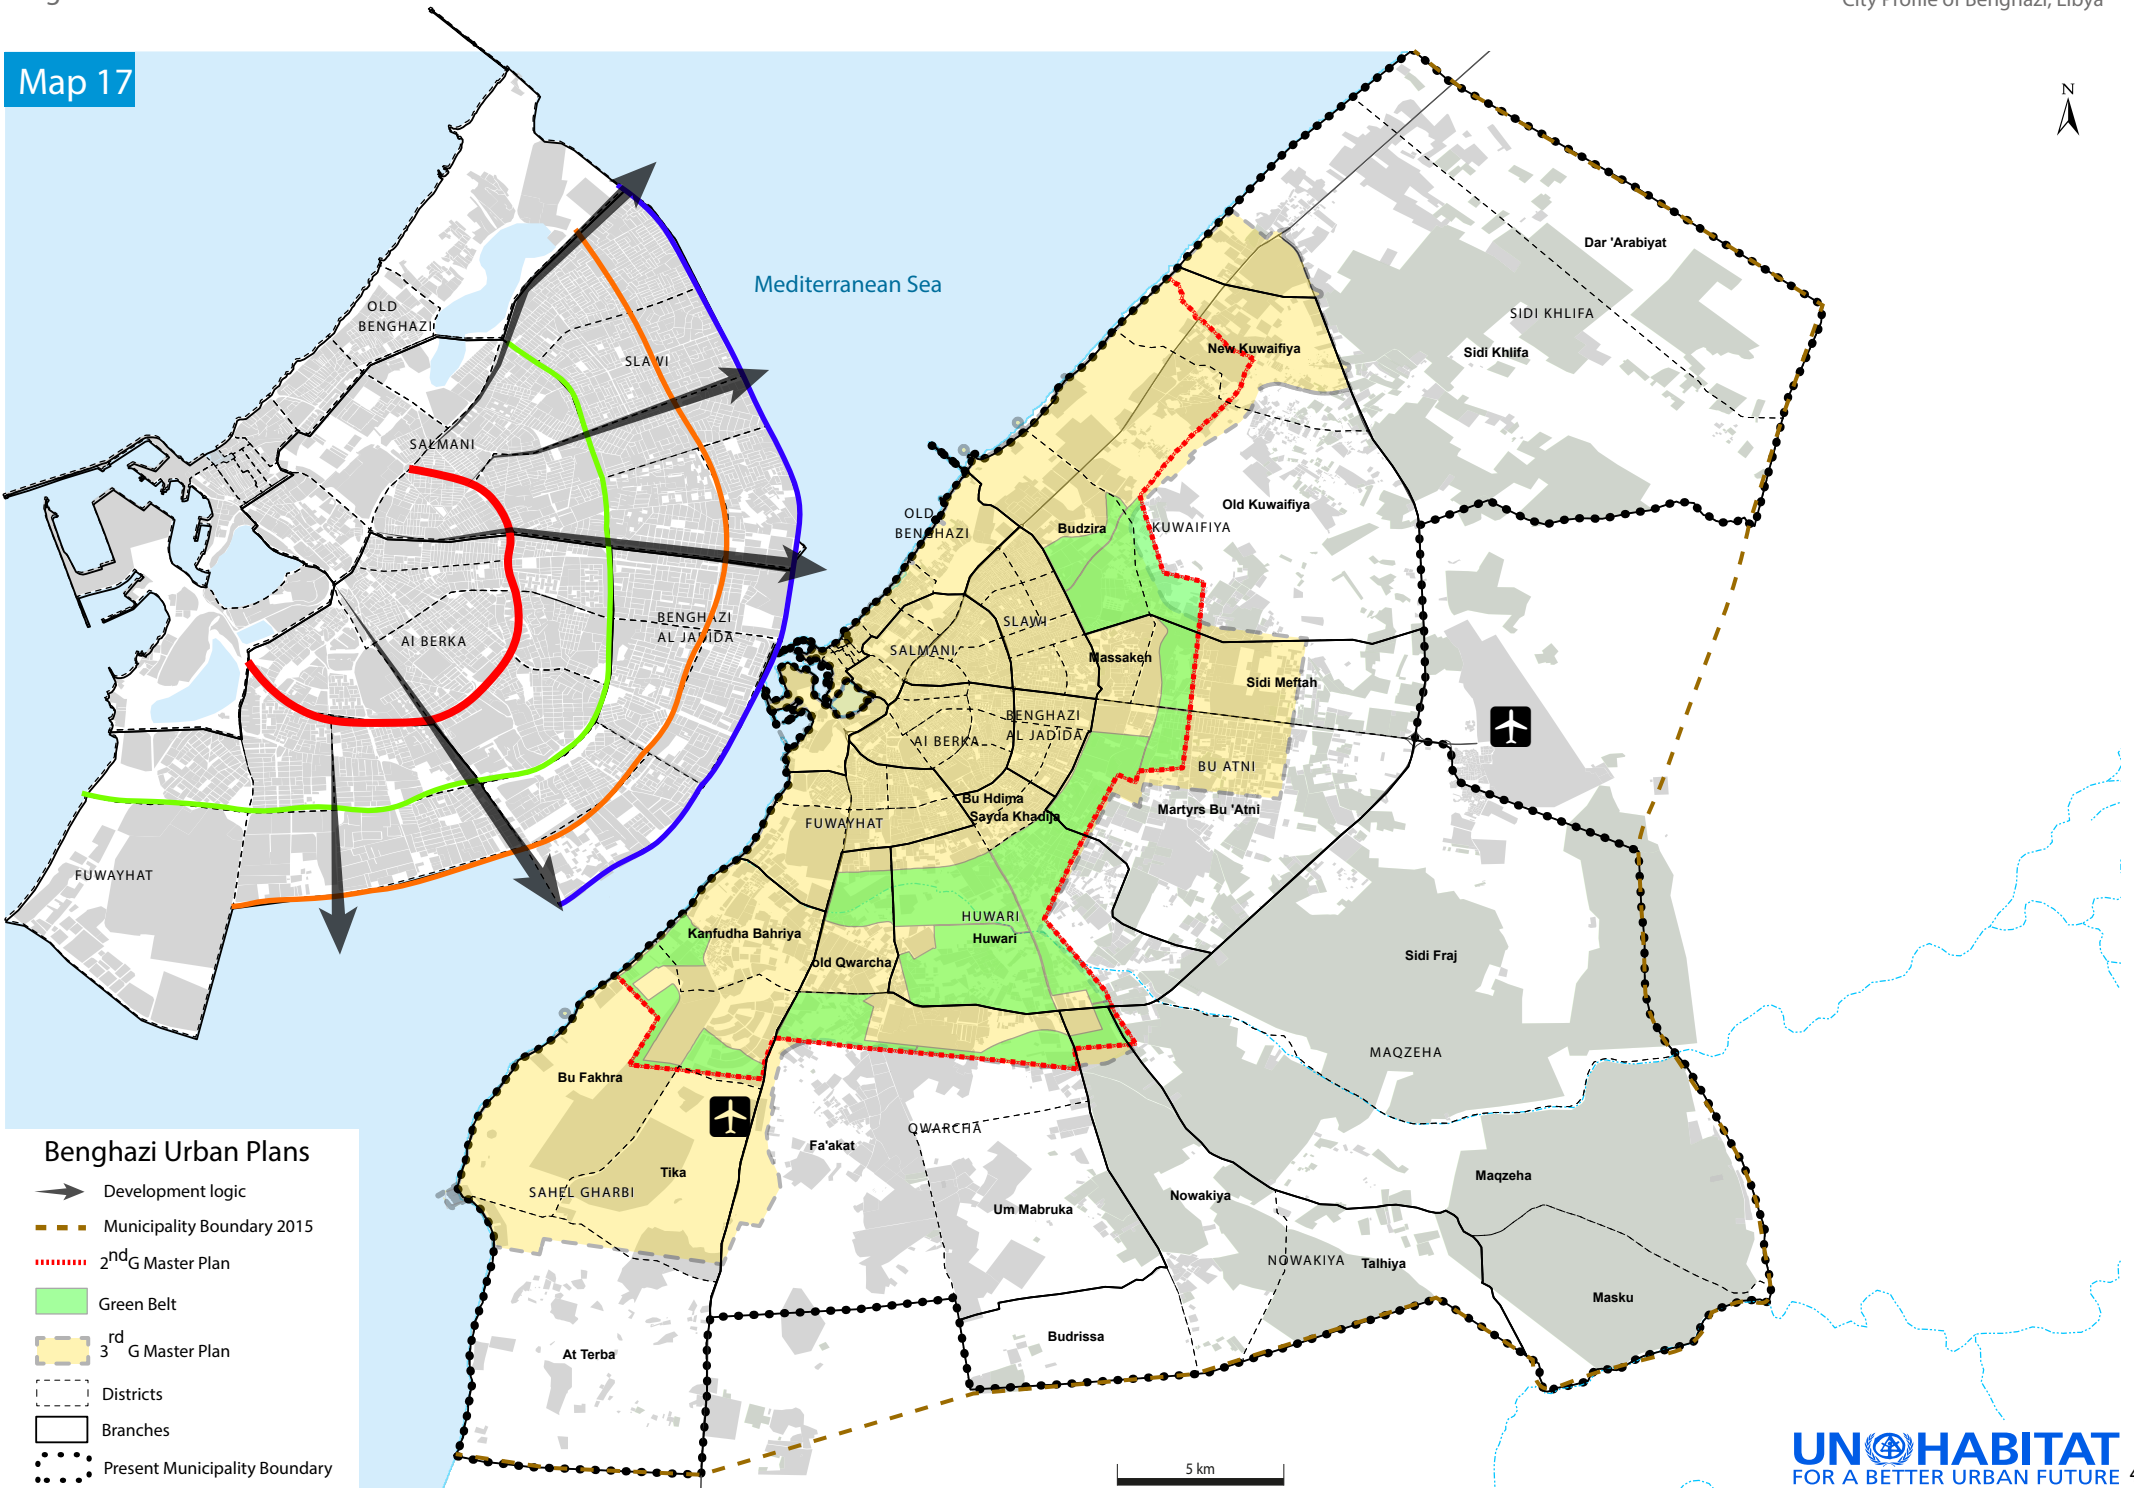 City Profile of Benghazi, Libya
Map 17
N
Mediterranean Sea
OLD
BENGHAZI
SLAWI
SALMANI
AI BERKA
BENGHAZI
AL JADIDA
FUWAYHAT
Dar 'Arabiyat
SIDI KHLIFA
Sidi Khlifa
New Kuwaifiya
Old Kuwaifiya
KUWAIFIYA
Budzira
OLD
BENGHAZI
SLAWI
SALMANI
Massaken
Sidi Meftah
BENGHAZI
AL JADIDA
AI BERKA
BU ATNI
Bu Hdima
Sayda Khadija
Martyrs Bu 'Atni
FUWAYHAT
HUWARI
Huwari
Kanfudha Bahriya
old Qwarcha
Sidi Fraj
MAQZEHA
Bu Fakhra
Fa'akat
QWARCHA
Tika
SAHEL GHARBI
Um Mabruka
Nowakiya
Maqzeha
NOWAKIYA
Talhiya
Masku
Budrissa
At Terba
Benghazi Urban Plans
Development logic
Municipality Boundary 2015
2nd G Master Plan
Green Belt
3rd G Master Plan
Districts
Branches
Present Municipality Boundary
5 km
UN HABITAT
FOR A BETTER URBAN FUTURE